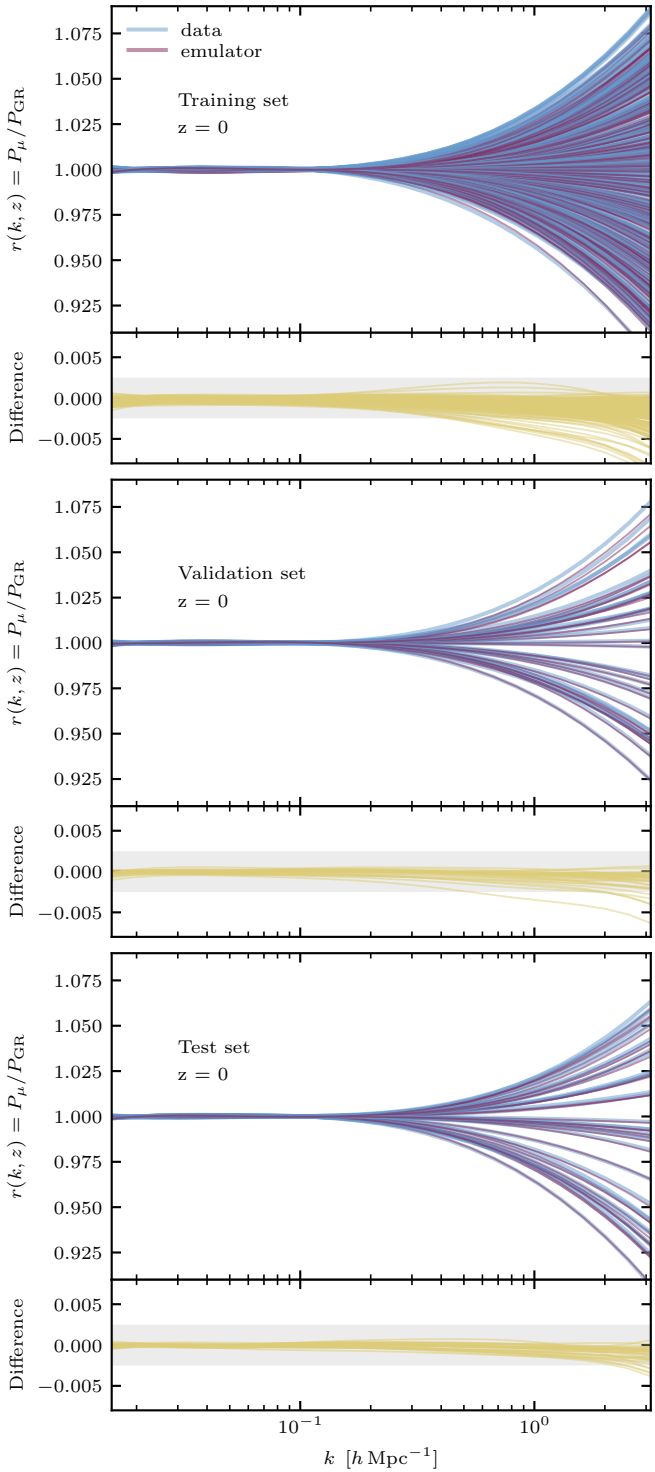 1.075
1.050
1.025
1.000
0.975
0.950
0.925
r(k, z) = P_μ/P_GR
data
emulator
Training set
z = 0
0.005
0.000
−0.005
Difference
1.075
1.050
1.025
1.000
0.975
0.950
0.925
r(k, z) = P_μ/P_GR
Validation set
z = 0
0.005
0.000
−0.005
Difference
1.075
1.050
1.025
1.000
0.975
0.950
0.925
r(k, z) = P_μ/P_GR
Test set
z = 0
0.005
0.000
−0.005
Difference
10⁻¹
10⁰
k [h Mpc⁻¹]